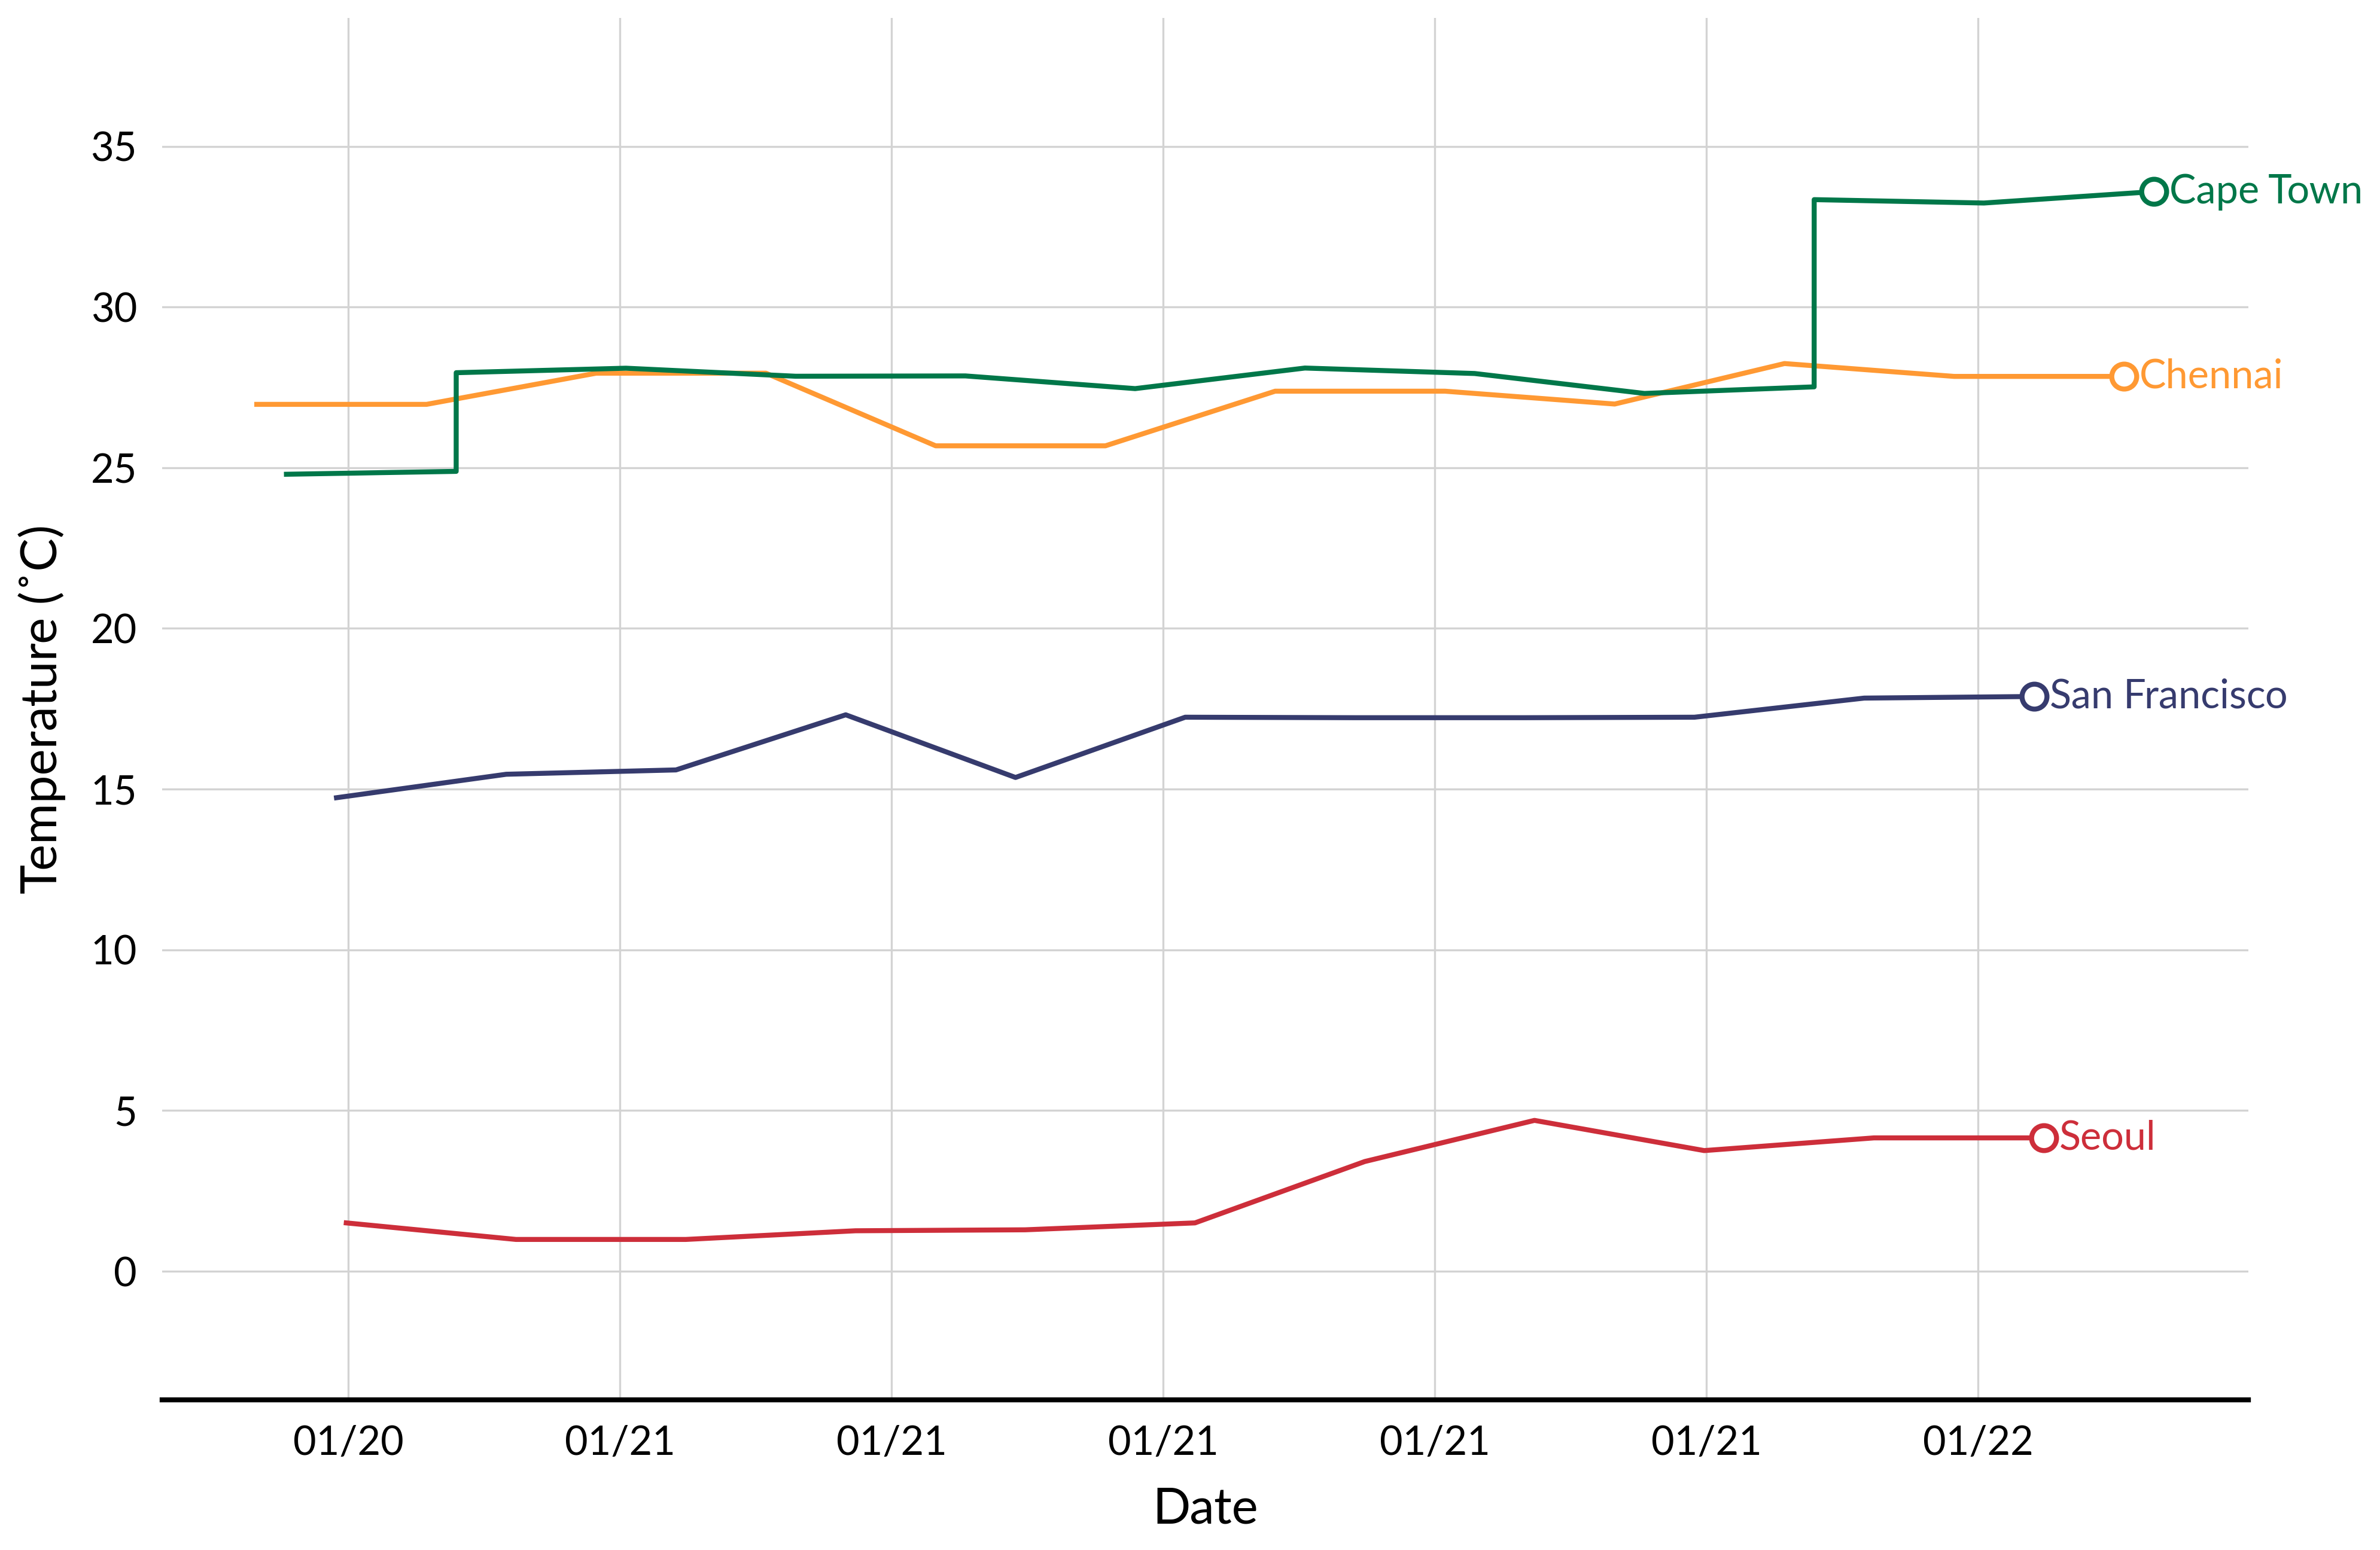 35
Cape Town
30
Chennai
25
Temperature (°C)
20
San Francisco
15
10
5
Seoul
0
01/20 01/21 01/21 01/21 01/21 01/21 01/22
Date